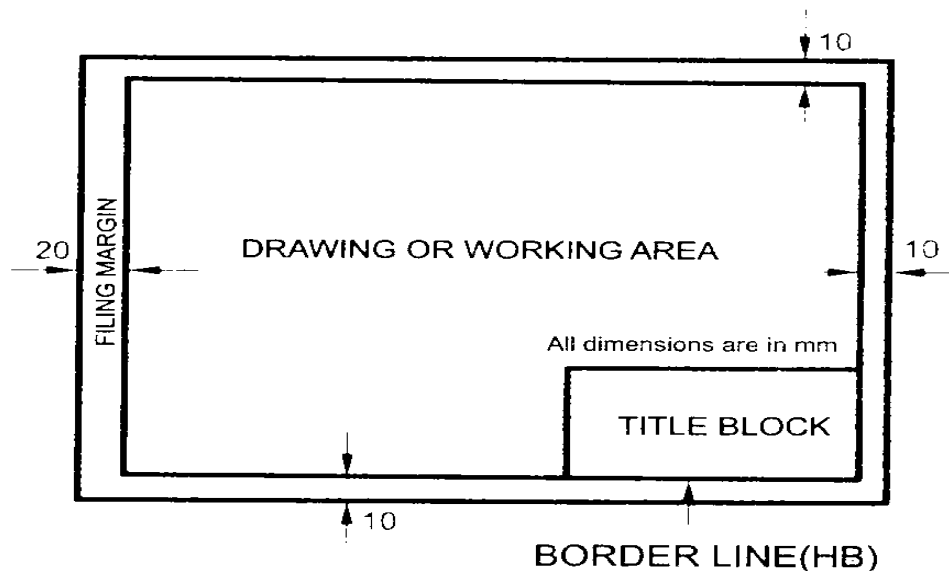 10
20
FILING MARGIN
DRAWING OR WORKING AREA
10
All dimensions are in mm
TITLE BLOCK
10
BORDER LINE(HB)